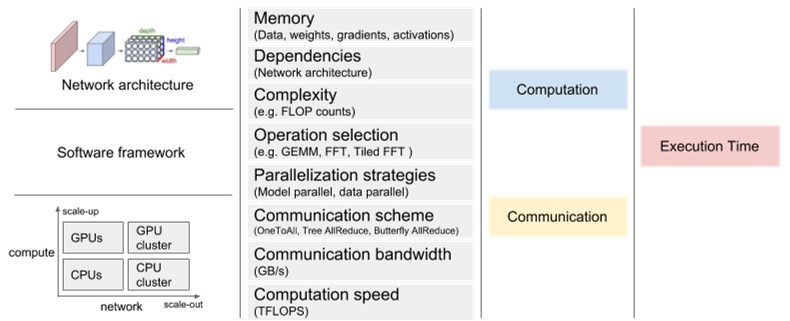 depth
height
width
Network architecture
Software framework
scale-up
compute
GPUs
GPU
cluster
CPUs
CPU
cluster
network
scale-out
Memory
(Data, weights, gradients, activations)
Dependencies
(Network architecture)
Complexity
(e.g. FLOP counts)
Operation selection
(e.g. GEMM, FFT, Tiled FFT )
Parallelization strategies
(Model parallel, data parallel)
Communication scheme
(OneToAll, Tree AllReduce, Butterfly AllReduce)
Communication bandwidth
(GB/s)
Computation speed
(TFLOPS)
Computation
Communication
Execution Time